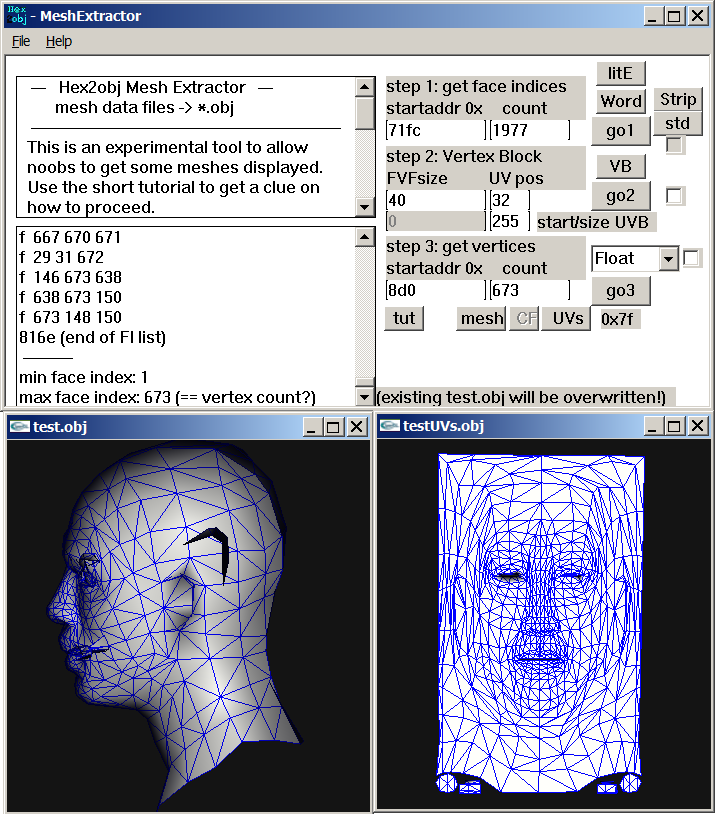 Hex obj - MeshExtractor
File Help
— Hex2obj Mesh Extractor —
mesh data files -> *.obj
This is an experimental tool to allow
noobs to get some meshes displayed.
Use the short tutorial to get a clue on
how to proceed.
f 667 670 671
f 29 31 672
f 146 673 638
f 638 673 150
f 673 148 150
816e (end of FI list)
min face index: 1
max face index: 673 (== vertex count?)
step 1: get face indices
startaddr 0x count
71fc 1977
litE
Word
go1
Strip
std
step 2: Vertex Block
FVFsize UV pos
40 32
0 255 start/size UVB
VB
go2
step 3: get vertices
startaddr 0x count
8d0 673
Float
go3
tut mesh CF UVs 0x7f
(existing test.obj will be overwritten!)
test.obj
testUVs.obj